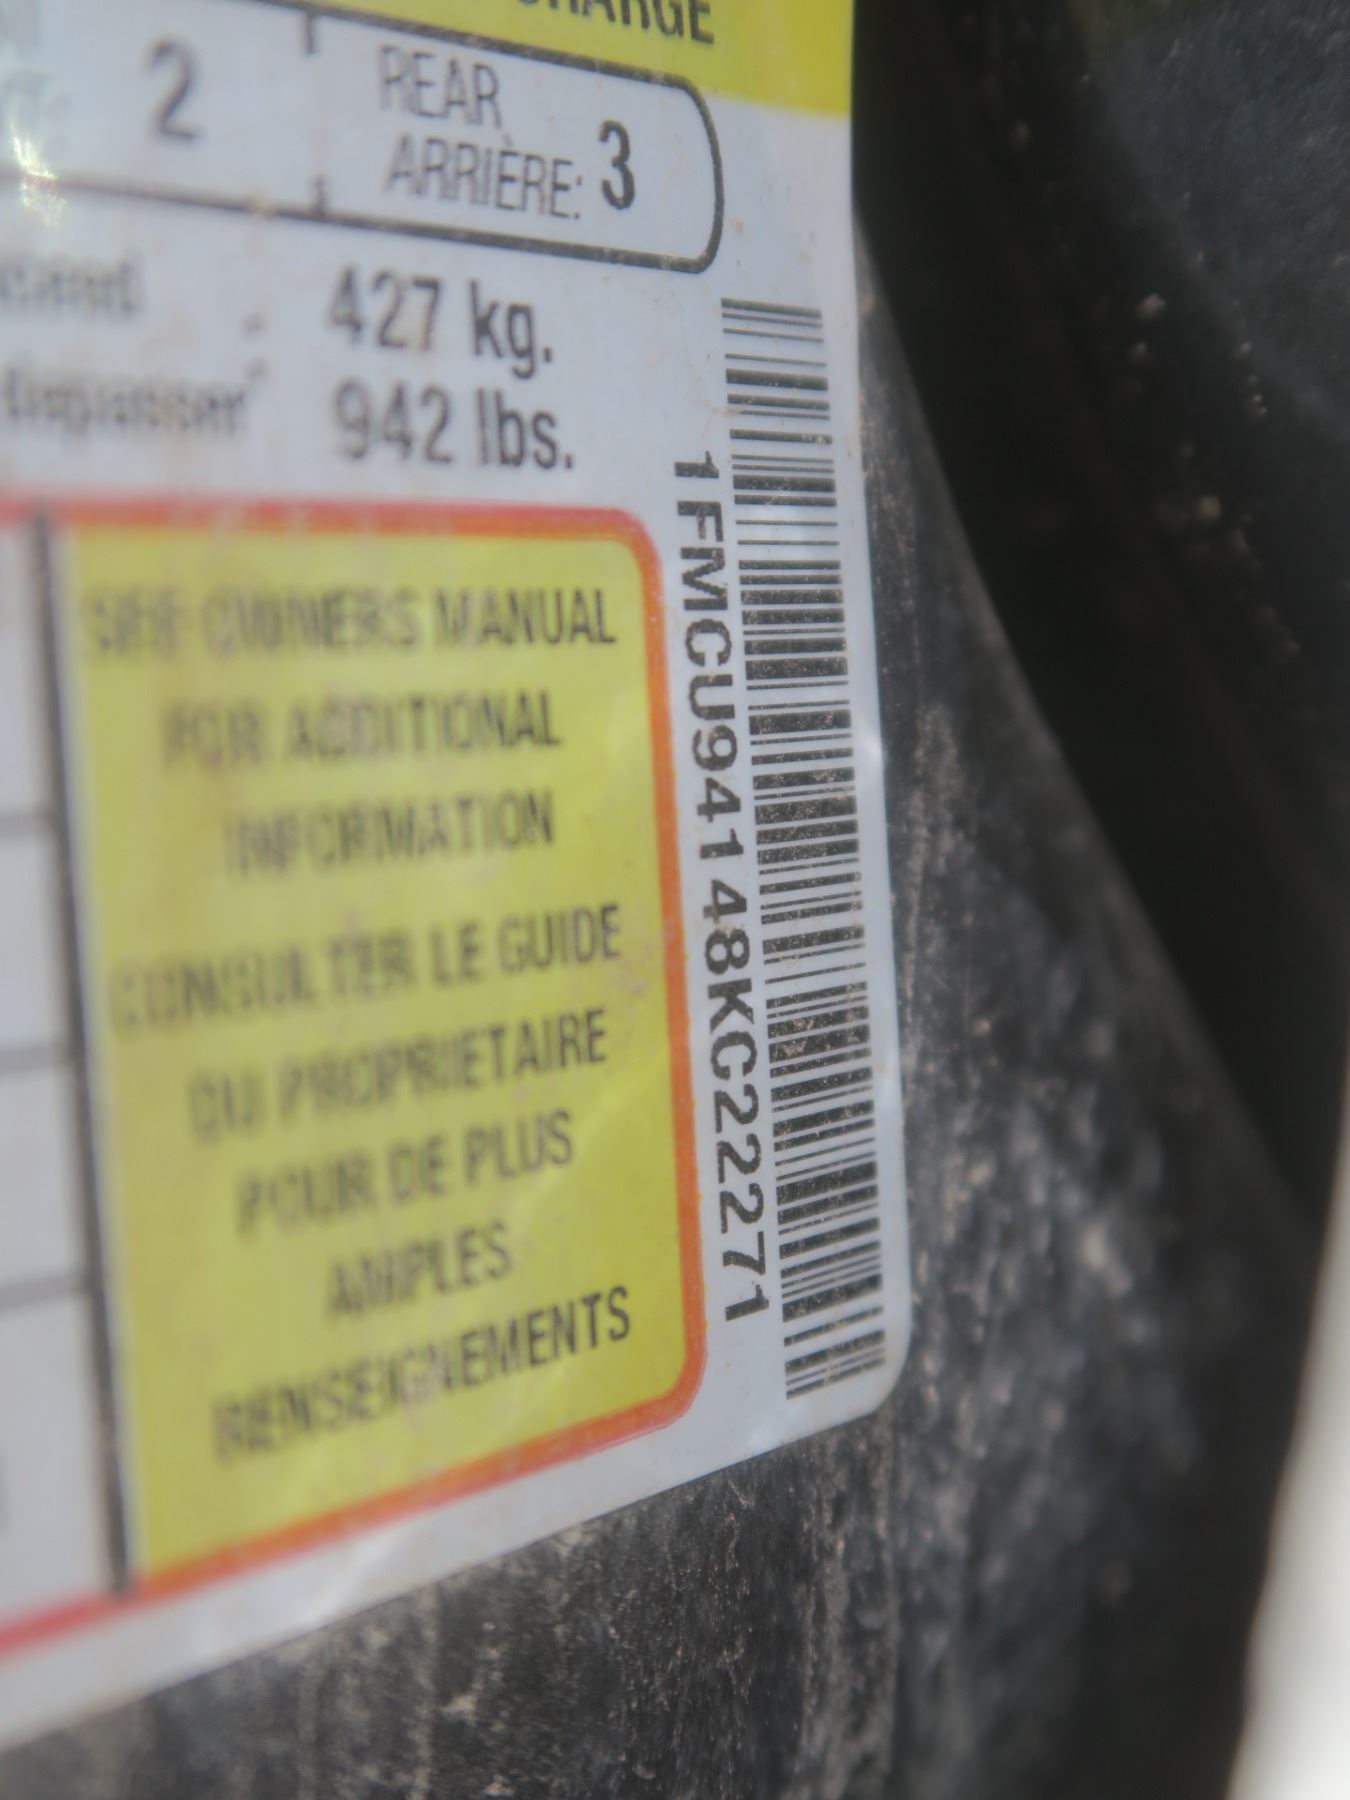 CHARGE
2
REAR
ARRIÈRE: 3
427 kg.
dépasser 942 lbs.
SEE OWNERS MANUAL
FOR ADDITIONAL
INFORMATION
CONSULTER LE GUIDE
DU PROPRIETAIRE
POUR DE PLUS
AMPLES
RENSEIGNEMENTS
1FMCU94148KC22271